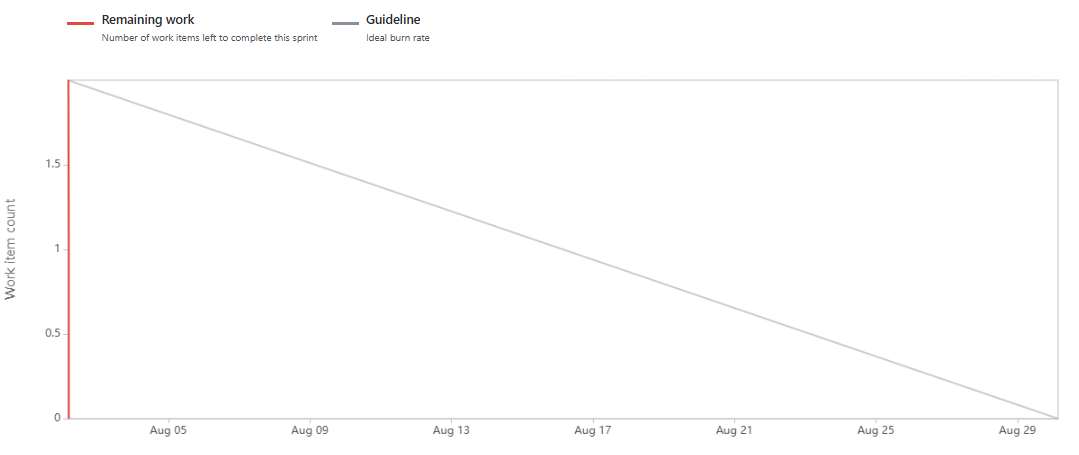 Remaining work
Number of work items left to complete this sprint
Guideline
Ideal burn rate
Work item count
1.5
1
0.5
0
Aug 05
Aug 09
Aug 13
Aug 17
Aug 21
Aug 25
Aug 29